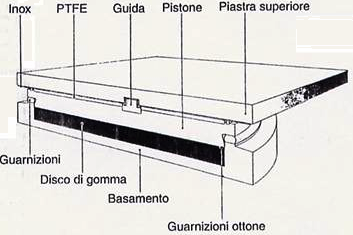 Inox PTFE Guida Pistone Piastra superiore
Guarnizioni
Disco di gomma
Basamento
Guarnizioni ottone